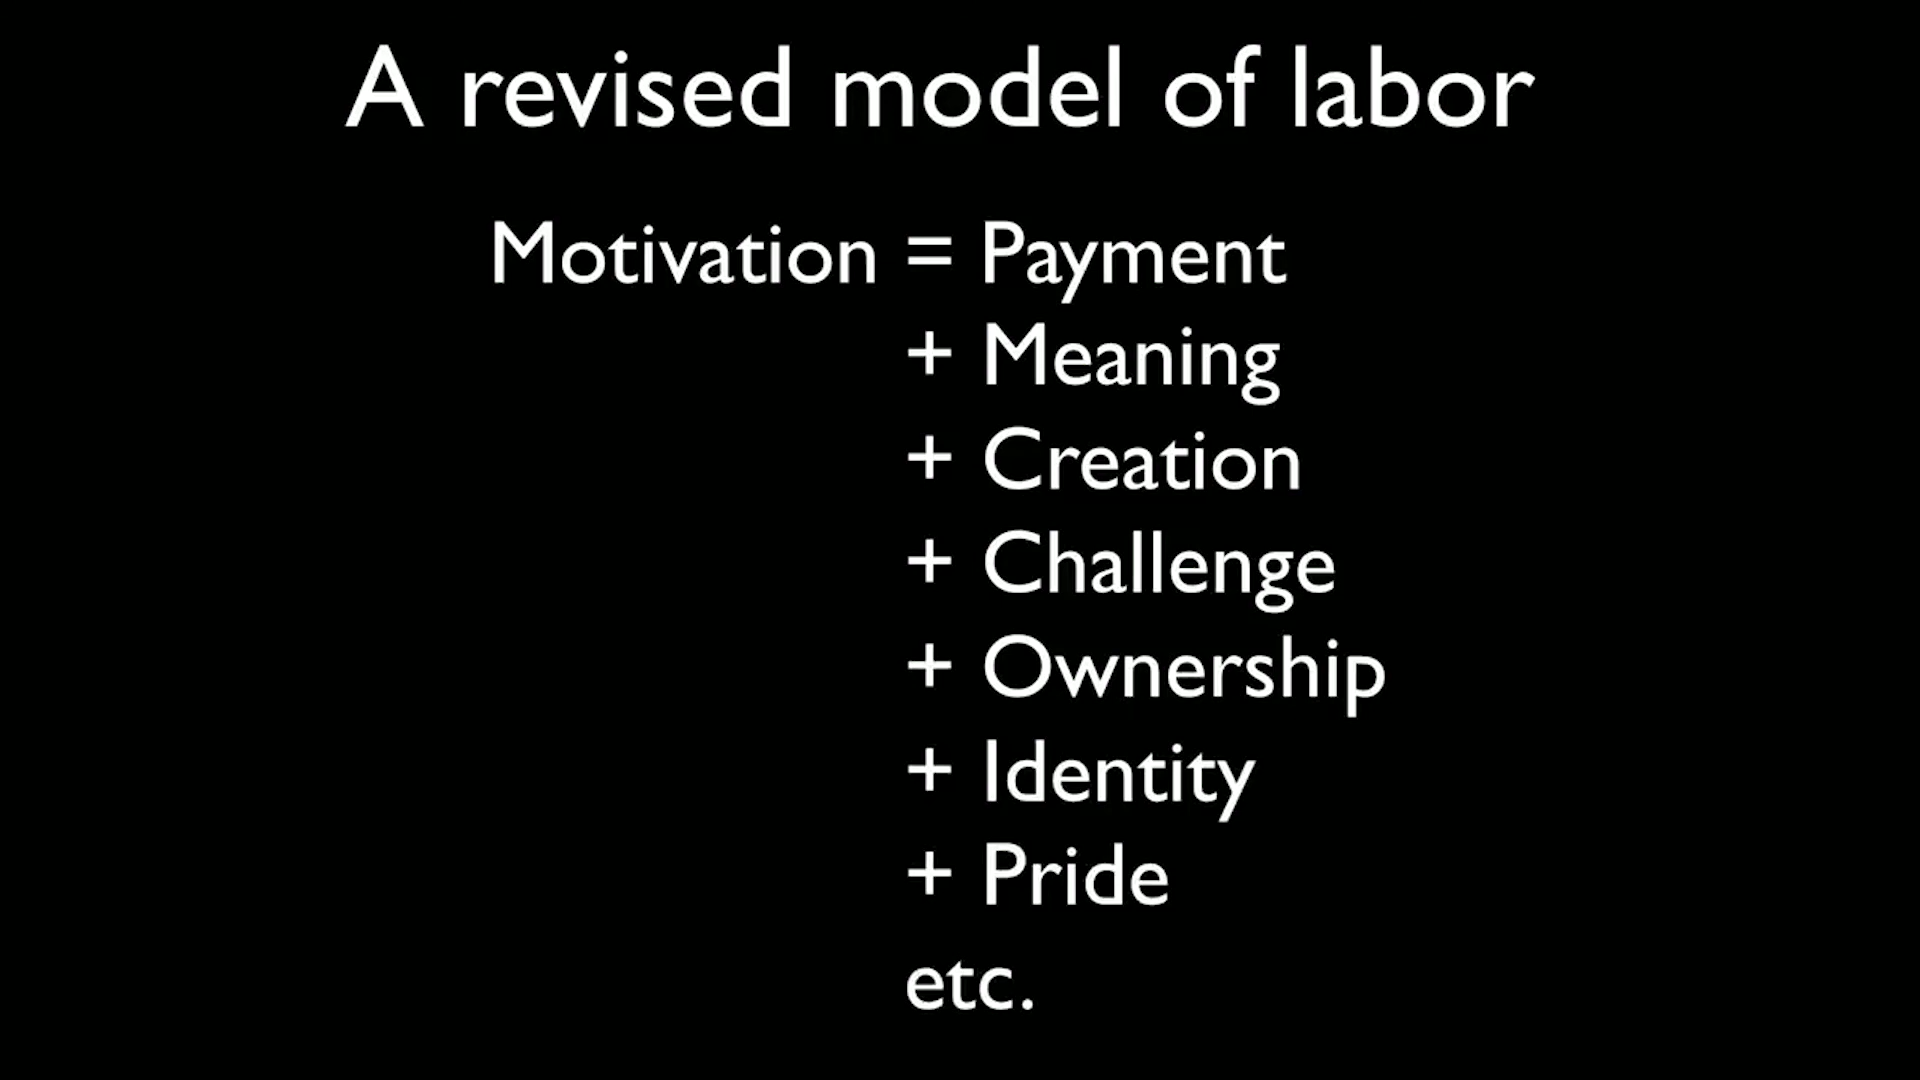 A revised model of labor
Motivation = Payment
+ Meaning
+ Creation
+ Challenge
+ Ownership
+ Identity
+ Pride
etc.